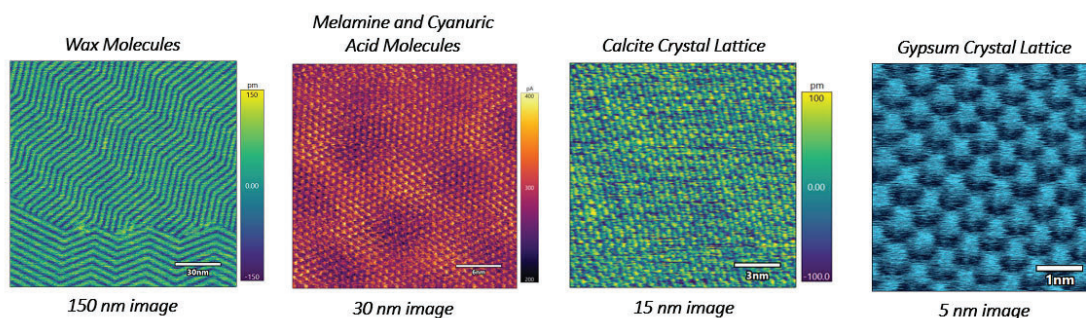 Wax Molecules
pm
150
0.00
-150
30nm
150 nm image
Melamine and Cyanuric
Acid Molecules
pA
400
300
200
30 nm image
Calcite Crystal Lattice
pm
100
0.00
-100.0
3nm
15 nm image
Gypsum Crystal Lattice
1nm
5 nm image